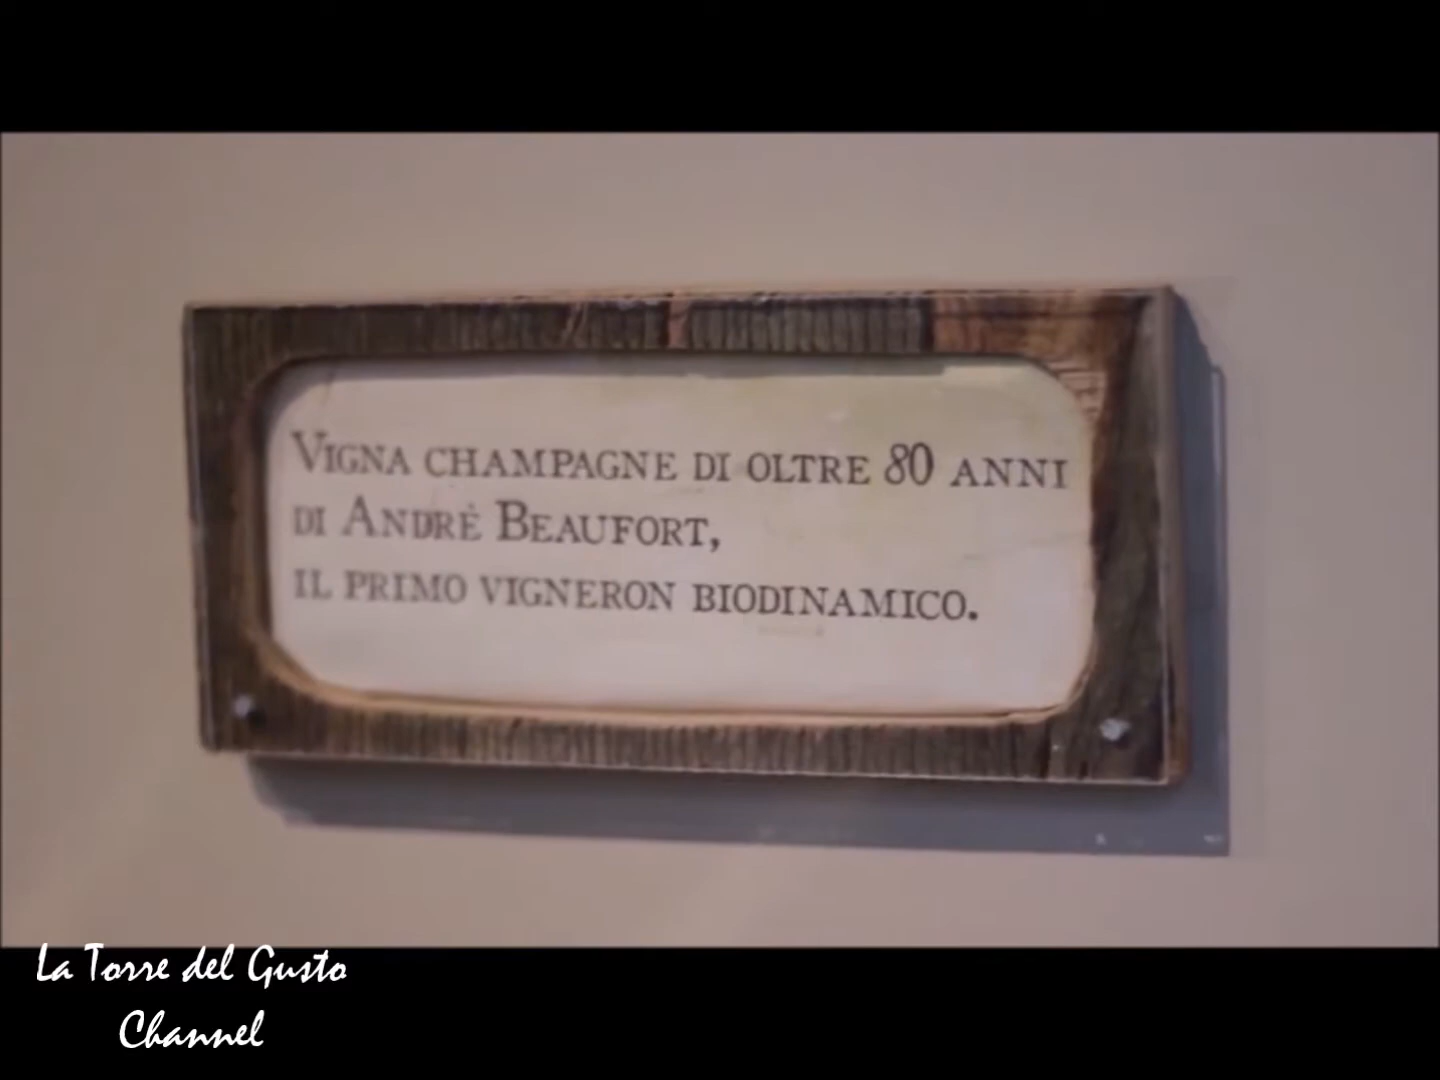 VIGNA CHAMPAGNE DI OLTRE 80 ANNI
DI ANDRÉ BEAUFORT,
IL PRIMO VIGNERON BIODINAMICO.
La Torre del Gusto
Channel